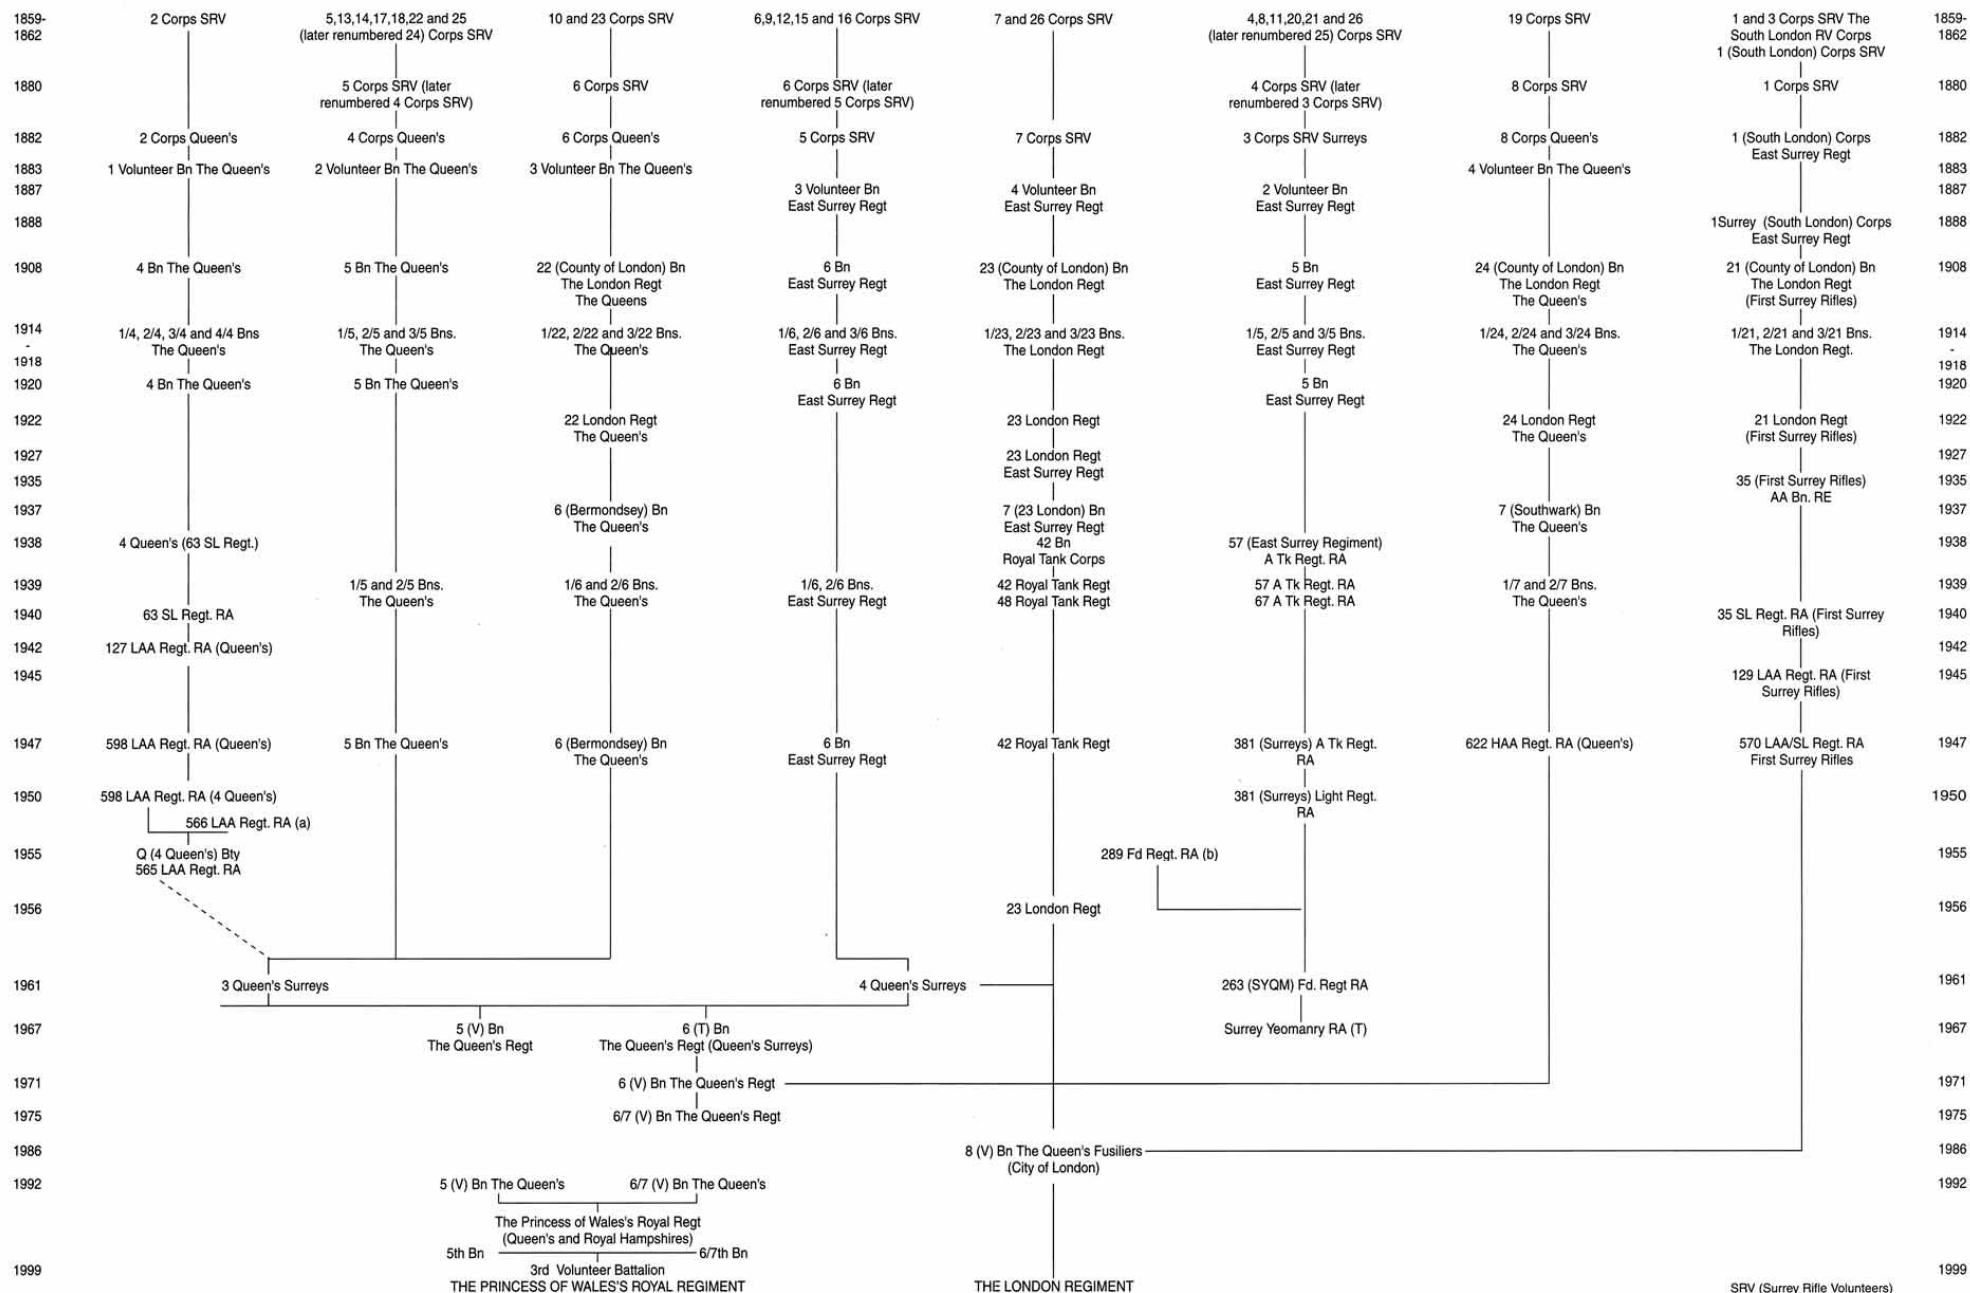 1859- 2 Corps SRV 5,13,14,17,18,22 and 25 10 and 23 Corps SRV 6,9,12,15 and 16 Corps SRV 7 and 26 Corps SRV 4,8,11,20,21 and 26 19 Corps SRV 1 and 3 Corps SRV The 1859-
1862 (later renumbered 24) Corps SRV (later renumbered 25) Corps SRV South London RV Corps 1862
1 (South London) Corps SRV
1880 5 Corps SRV (later 6 Corps SRV 6 Corps SRV (later 4 Corps SRV (later 8 Corps SRV 1 Corps SRV 1880
renumbered 4 Corps SRV) renumbered 5 Corps SRV) renumbered 3 Corps SRV)
1882 2 Corps Queen's 4 Corps Queen's 6 Corps Queen's 5 Corps SRV 7 Corps SRV 3 Corps SRV Surreys 8 Corps Queen's 1 (South London) Corps 1882
East Surrey Regt
1883 1 Volunteer Bn The Queen's 2 Volunteer Bn The Queen's 3 Volunteer Bn The Queen's 4 Volunteer Bn The Queen's 1883
1887 3 Volunteer Bn 4 Volunteer Bn 2 Volunteer Bn 1887
East Surrey Regt East Surrey Regt East Surrey Regt
1888 1Surrey (South London) Corps 1888
East Surrey Regt
1908 4 Bn The Queen's 5 Bn The Queen's 22 (County of London) Bn 6 Bn 23 (County of London) Bn 5 Bn 24 (County of London) Bn 21 (County of London) Bn 1908
The London Regt East Surrey Regt The London Regt East Surrey Regt The London Regt The London Regt
The Queens The Queen's (First Surrey Rifles)
1914 1/4, 2/4, 3/4 and 4/4 Bns 1/5, 2/5 and 3/5 Bns. 1/22, 2/22 and 3/22 Bns. 1/6, 2/6 and 3/6 Bns. 1/23, 2/23 and 3/23 Bns. 1/5, 2/5 and 3/5 Bns. 1/24, 2/24 and 3/24 Bns. 1/21, 2/21 and 3/21 Bns. 1914
- The Queen's The Queen's The Queen's East Surrey Regt The London Regt East Surrey Regt The Queen's The London Regt. -
1918 1918
1920 4 Bn The Queen's 5 Bn The Queen's 6 Bn 5 Bn 1920
East Surrey Regt East Surrey Regt
1922 22 London Regt 23 London Regt 24 London Regt 21 London Regt 1922
The Queen's The Queen's (First Surrey Rifles)
1927 23 London Regt 1927
East Surrey Regt
1935 35 (First Surrey Rifles) 1935
AA Bn. RE
1937 6 (Bermondsey) Bn 7 (23 London) Bn 7 (Southwark) Bn 1937
The Queen's East Surrey Regt The Queen's
1938 4 Queen's (63 SL Regt.) 42 Bn 57 (East Surrey Regiment) 1938
Royal Tank Corps A Tk Regt. RA
1939 1/5 and 2/5 Bns. 1/6 and 2/6 Bns. 1/6, 2/6 Bns. 42 Royal Tank Regt 57 A Tk Regt. RA 1/7 and 2/7 Bns. 1939
The Queen's The Queen's East Surrey Regt 48 Royal Tank Regt 67 A Tk Regt. RA The Queen's
1940 63 SL Regt. RA 35 SL Regt. RA (First Surrey 1940
Rifles)
1942 127 LAA Regt. RA (Queen's) 1942
1945 129 LAA Regt. RA (First 1945
Surrey Rifles)
1947 598 LAA Regt. RA (Queen's) 5 Bn The Queen's 6 (Bermondsey) Bn 6 Bn 42 Royal Tank Regt 381 (Surreys) A Tk Regt. 622 HAA Regt. RA (Queen's) 570 LAA/SL Regt. RA 1947
The Queen's East Surrey Regt RA First Surrey Rifles
1950 598 LAA Regt. RA (4 Queen's) 381 (Surreys) Light Regt. 1950
RA
566 LAA Regt. RA (a)
1955 Q (4 Queen's) Bty 289 Fd Regt. RA (b) 1955
565 LAA Regt. RA
1956 23 London Regt 1956
1961 3 Queen's Surreys 4 Queen's Surreys 263 (SYQM) Fd. Regt RA 1961
1967 5 (V) Bn 6 (T) Bn Surrey Yeomanry RA (T) 1967
The Queen's Regt The Queen's Regt (Queen's Surreys)
1971 6 (V) Bn The Queen's Regt 1971
1975 6/7 (V) Bn The Queen's Regt 1975
1986 8 (V) Bn The Queen's Fusiliers 1986
(City of London)
1992 5 (V) Bn The Queen's 6/7 (V) Bn The Queen's 1992
The Princess of Wales's Royal Regt
(Queen's and Royal Hampshires)
5th Bn 6/7th Bn
1999 3rd Volunteer Battalion 1999
THE PRINCESS OF WALES'S ROYAL REGIMENT THE LONDON REGIMENT SRV (Surrey Rifle Volunteers)